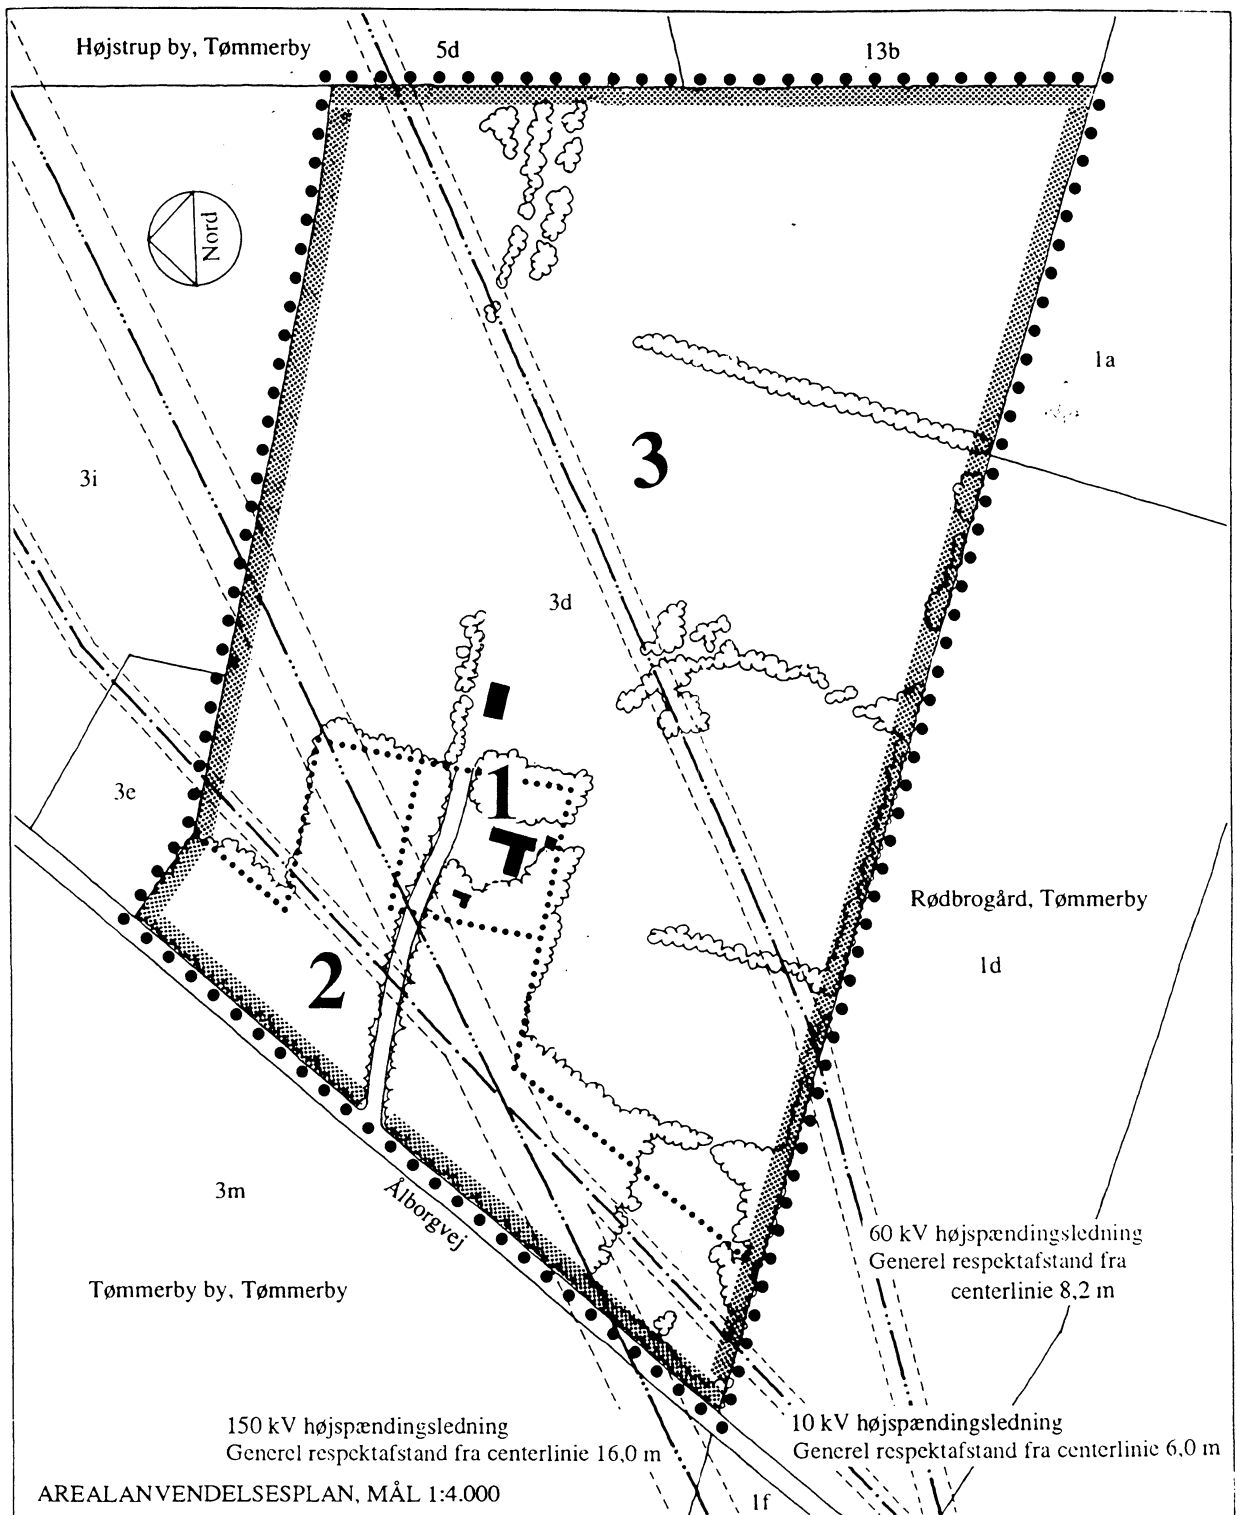 Højstrup by, Tømmerby
5d
13b
Nord
1a
3i
3
3d
1
3e
2
Rødbrogård, Tømmerby
1d
3m
Ålborgvej
60 kV højspændingsledning
Generel respektafstand fra
centerlinie 8,2 m
Tømmerby by, Tømmerby
150 kV højspændingsledning
Generel respektafstand fra centerlinie 16,0 m
10 kV højspændingsledning
Generel respektafstand fra centerlinie 6,0 m
AREALANVENDELSESPLAN, MÅL 1:4.000
1f